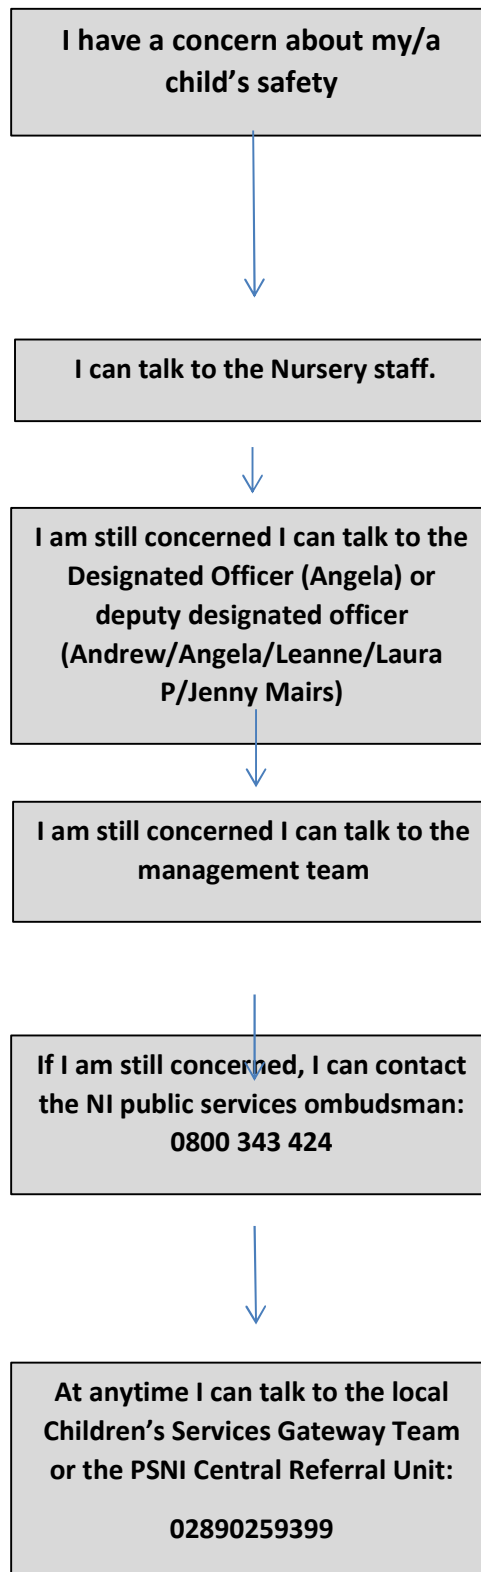 I have a concern about my/a
child’s safety
I can talk to the Nursery staff.
I am still concerned I can talk to the
Designated Officer (Angela) or
deputy designated officer
(Andrew/Angela/Leanne/Laura
P/Jenny Mairs)
I am still concerned I can talk to the
management team
If I am still concerned, I can contact
the NI public services ombudsman:
0800 343 424
At anytime I can talk to the local
Children’s Services Gateway Team
or the PSNI Central Referral Unit:
02890259399